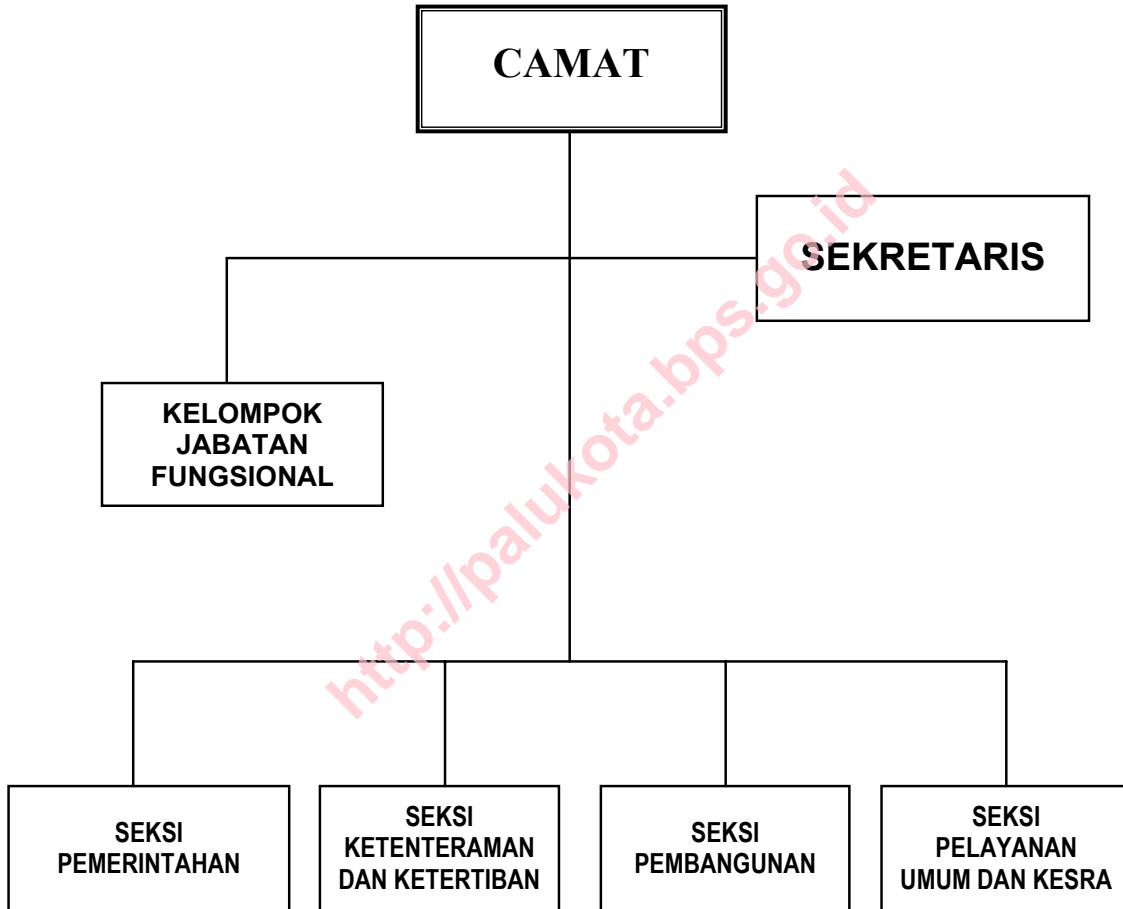 CAMAT
SEKRETARIS
KELOMPOK
JABATAN
FUNGSIONAL
http://palukota.bps.go.id
SEKSI
PEMERINTAHAN
SEKSI
KETENTERAMAN
DAN KETERTIBAN
SEKSI
PEMBANGUNAN
SEKSI
PELAYANAN
UMUM DAN KESRA